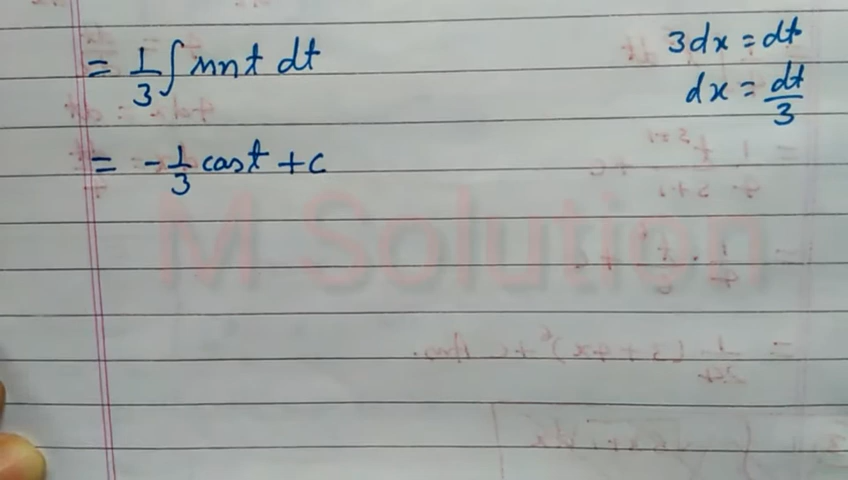 = 1/3 ∫ sin t dt
3dx = dt
dx = dt/3
= -1/3 cos t + c
M Solution